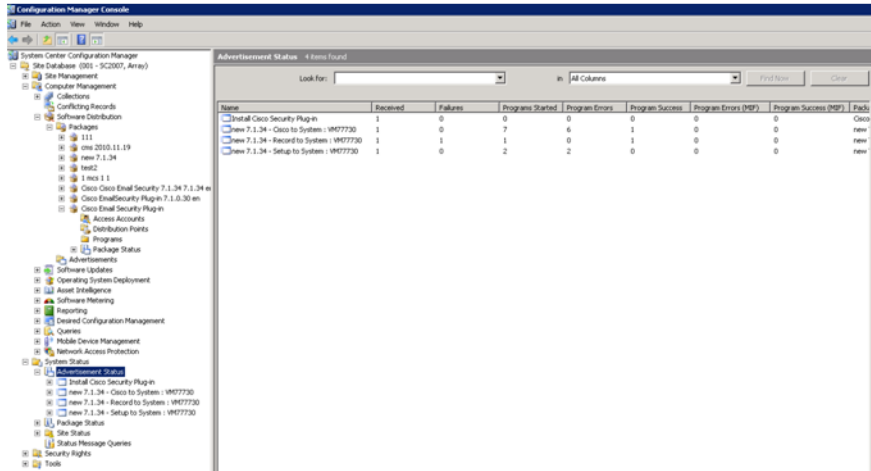 Configuration Manager Console
File Action View Window Help
System Center Configuration Manager
Site Database (001 - SC2007, Array)
Site Management
Computer Management
Collections
Conflicting Records
Software Distribution
Packages
111
cms 2010.11.19
new 7.1.34
test2
1 mcs 1 1
Cisco Cisco Email Security 7.1.34 7.1.34 en
Cisco EmailSecurity Plug-in 7.1.0.30 en
Cisco Email Security Plug-in
Access Accounts
Distribution Points
Programs
Package Status
Advertisements
Software Updates
Operating System Deployment
Asset Intelligence
Software Metering
Reporting
Desired Configuration Management
Queries
Mobile Device Management
Network Access Protection
System Status
Advertisement Status
Install Cisco Security Plug-in
new 7.1.34 - Cisco to System : VM77730
new 7.1.34 - Record to System : VM77730
new 7.1.34 - Setup to System : VM77730
Package Status
Site Status
Status Message Queries
Security Rights
Tools
Advertisement Status 4 items found
Look for: in All Columns Find Now Clear
Name Received Failures Programs Started Program Errors Program Success Program Errors (MIF) Program Success (MIF) Packa
Install Cisco Security Plug-in 1 0 0 0 0 0 0 Cisco
new 7.1.34 - Cisco to System : VM77730 1 0 7 6 1 0 0 new
new 7.1.34 - Record to System : VM77730 1 1 1 0 1 0 0 new
new 7.1.34 - Setup to System : VM77730 1 0 2 2 0 0 0 new